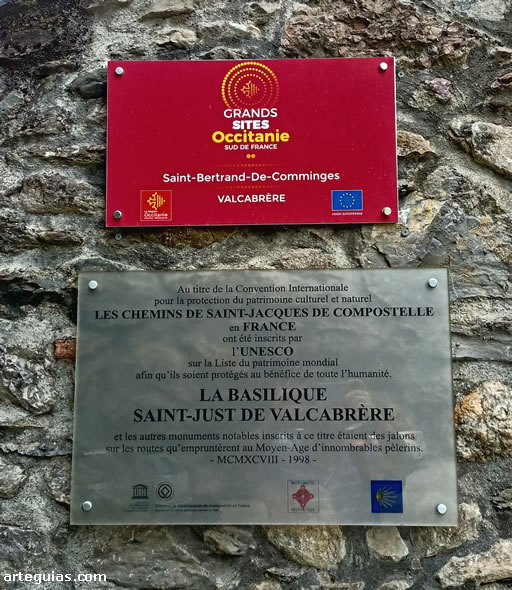 GRANDS
SITES
Occitanie
SUD DE FRANCE
Saint-Bertrand-De-Comminges
VALCABRÈRE
Occitanie
UNION EUROPÉENNE
Au titre de la Convention Internationale
pour la protection du patrimoine culturel et naturel
LES CHEMINS DE SAINT-JACQUES DE COMPOSTELLE
en FRANCE
ont été inscrits par
l'UNESCO
sur la Liste du patrimoine mondial
afin qu'ils soient protégés au bénéfice de toute l'humanité.
LA BASILIQUE
SAINT-JUST DE VALCABRÈRE
et les autres monuments notables inscrits à ce titre étaient des jalons
sur les routes qu'empruntèrent au Moyen-Age d'innombrables pèlerins.
- MCMXCVIII - 1998 -
arteguias.com